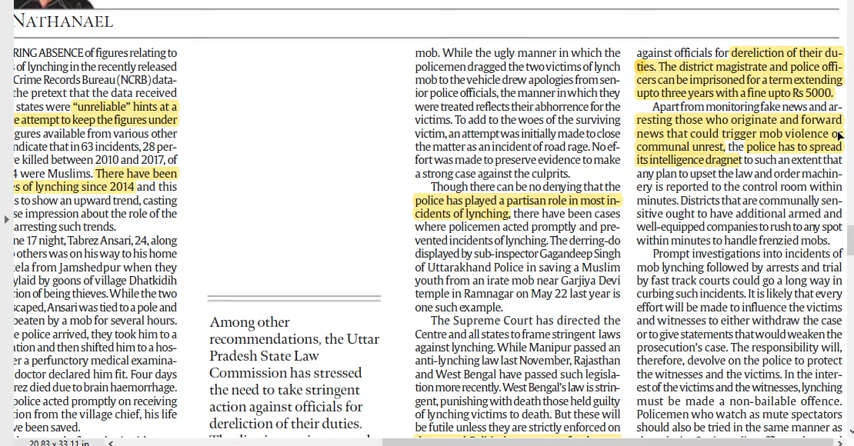 NATHANAEL
RING ABSENCE of figures relating to
of lynching in the recently released
Crime Records Bureau (NCRB) data-
the pretext that the data received
states were “unreliable” hints at a
e attempt to keep the figures under
gures available from various other
ndicate that in 63 incidents, 28 per-
e killed between 2010 and 2017, of
4 were Muslims. There have been
es of lynching since 2014 and this
s to show an upward trend, casting
se impression about the role of the
arresting such trends.
ne 17 night, Tabrez Ansari, 24, along
others was on his way to his home
ela from Jamshedpur when they
ylaid by goons of village Dhatkidih
cion of being thieves. While the two
scaped, Ansari was tied to a pole and
beaten by a mob for several hours.
e police arrived, they took him to a
tation and then shifted him to a hos-
er a perfunctory medical examina-
doctor declared him fit. Four days
rez died due to brain haemorrhage.
police acted promptly on receiving
ction from the village chief, his life
ve been saved.
Among other
recommendations, the Uttar
Pradesh State Law
Commission has stressed
the need to take stringent
action against officials for
dereliction of their duties.
mob. While the ugly manner in which the
policemen dragged the two victims of lynch
mob to the vehicle drew apologies from sen-
ior police officials, the manner in which they
were treated reflects their abhorrence for the
victims. To add to the woes of the surviving
victim, an attempt was initially made to close
the matter as an incident of road rage. No ef-
fort was made to preserve evidence to make
a strong case against the culprits.
Though there can be no denying that the
police has played a partisan role in most in-
cidents of lynching, there have been cases
where policemen acted promptly and pre-
vented incidents of lynching. The derring-do
displayed by sub-inspector Gagandeep Singh
of Uttarakhand Police in saving a Muslim
youth from an irate mob near Garjiya Devi
temple in Ramnagar on May 22 last year is
one such example.
The Supreme Court has directed the
Centre and all states to frame stringent laws
against lynching. While Manipur passed an
anti-lynching law last November, Rajasthan
and West Bengal have passed such legisla-
tion more recently. West Bengal’s law is strin-
gent, punishing with death those held guilty
of lynching victims to death. But these will
be futile unless they are strictly enforced on
against officials for dereliction of their du-
ties. The district magistrate and police offi-
cers can be imprisoned for a term extending
upto three years with a fine upto Rs 5000.
Apart from monitoring fake news and ar-
resting those who originate and forward
news that could trigger mob violence or
communal unrest, the police has to spread
its intelligence dragnet to such an extent that
any plan to upset the law and order machin-
ery is reported to the control room within
minutes. Districts that are communally sen-
sitive ought to have additional armed and
well-equipped companies to rush to any spot
within minutes to handle frenzied mobs.
Prompt investigations into incidents of
mob lynching followed by arrests and trial
by fast track courts could go a long way in
curbing such incidents. It is likely that every
effort will be made to influence the victims
and witnesses to either withdraw the case
or to give statements that would weaken the
prosecution’s case. The responsibility will,
therefore, devolve on the police to protect
the witnesses and the victims. In the inter-
est of the victims and the witnesses, lynching
must be made a non-bailable offence.
Policemen who watch as mute spectators
should also be tried in the same manner as
20.83 x 33.11 in